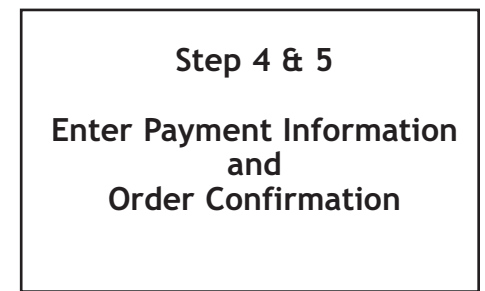 Step 4 & 5
Enter Payment Information
and
Order Confirmation